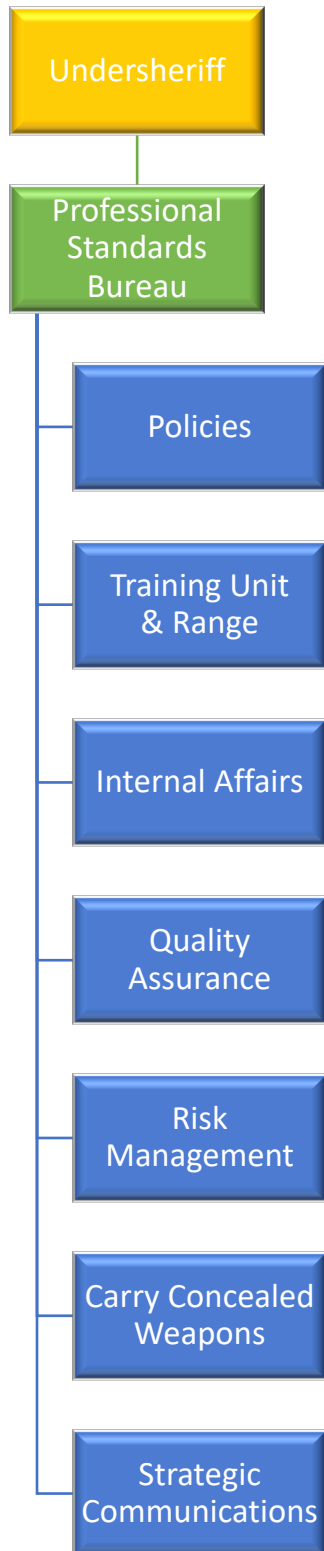 Undersheriff
Professional
Standards
Bureau
Policies
Training Unit
& Range
Internal Affairs
Quality
Assurance
Risk
Management
Carry Concealed
Weapons
Strategic
Communications